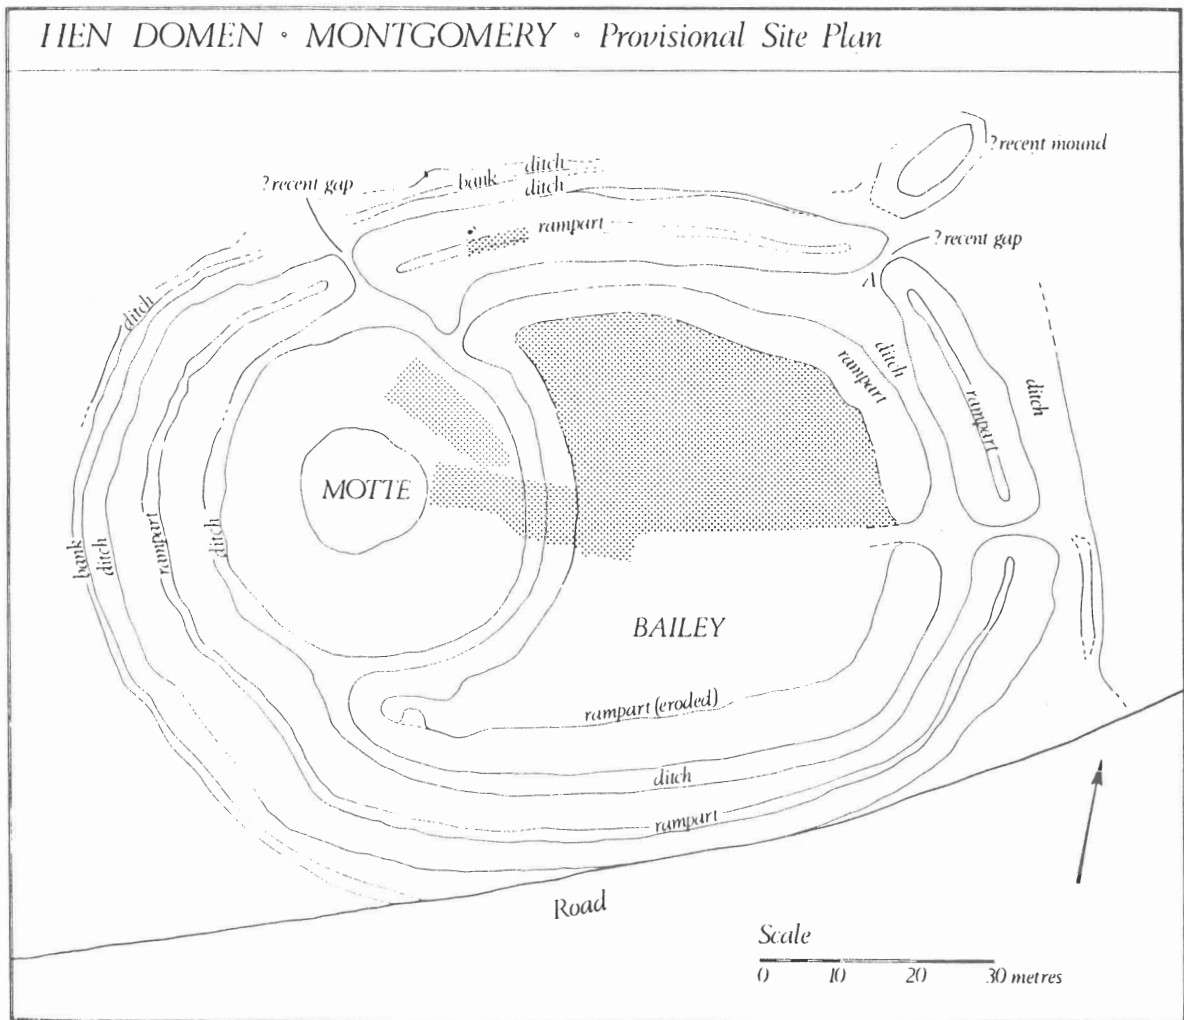 HEN DOMEN • MONTGOMERY • Provisional Site Plan
?recent mound
ditch
bank
ditch
?recent gap
rampart
?recent gap
A
ditch
ditch
rampart
ditch
rampart
MOTTE
bank
ditch
rampart
ditch
BAILEY
rampart (eroded)
ditch
rampart
Road
Scale
0 10 20 30 metres